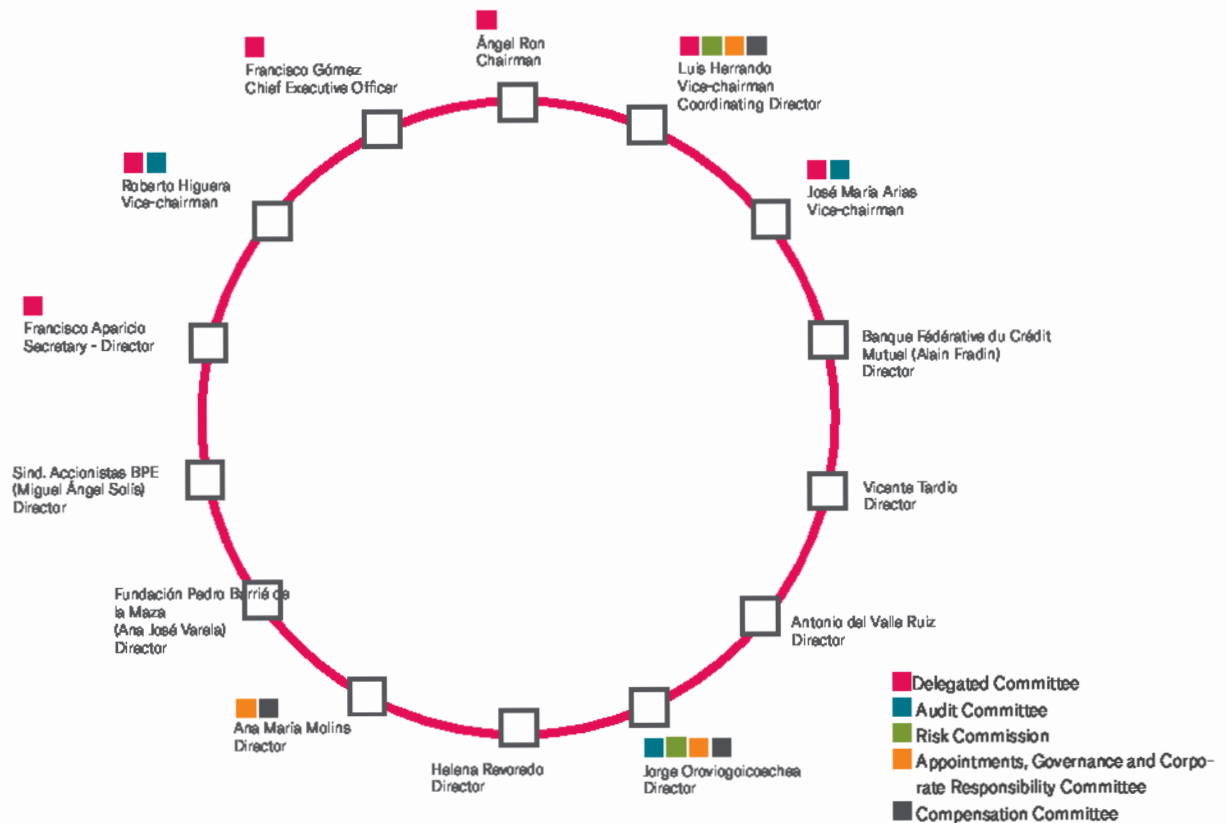 Ángel Ron
Chairman
Luis Herrando
Vice-chairman
Coordinating Director
José María Arias
Vice-chairman
Banque Fédérative du Crédit
Mutuel (Alain Fradin)
Director
Vicente Tardío
Director
Antonio del Valle Ruiz
Director
Jorge Oroviogoicoechea
Director
Helena Revoredo
Director
Ana María Molins
Director
Fundación Pedro Barrié de
la Maza
(Ana José Varela)
Director
Sind. Accionistas BPE
(Miguel Ángel Solís)
Director
Francisco Aparicio
Secretary - Director
Roberto Higuera
Vice-chairman
Francisco Gómez
Chief Executive Officer
Delegated Committee
Audit Committee
Risk Commission
Appointments, Governance and Corpo-
rate Responsibility Committee
Compensation Committee